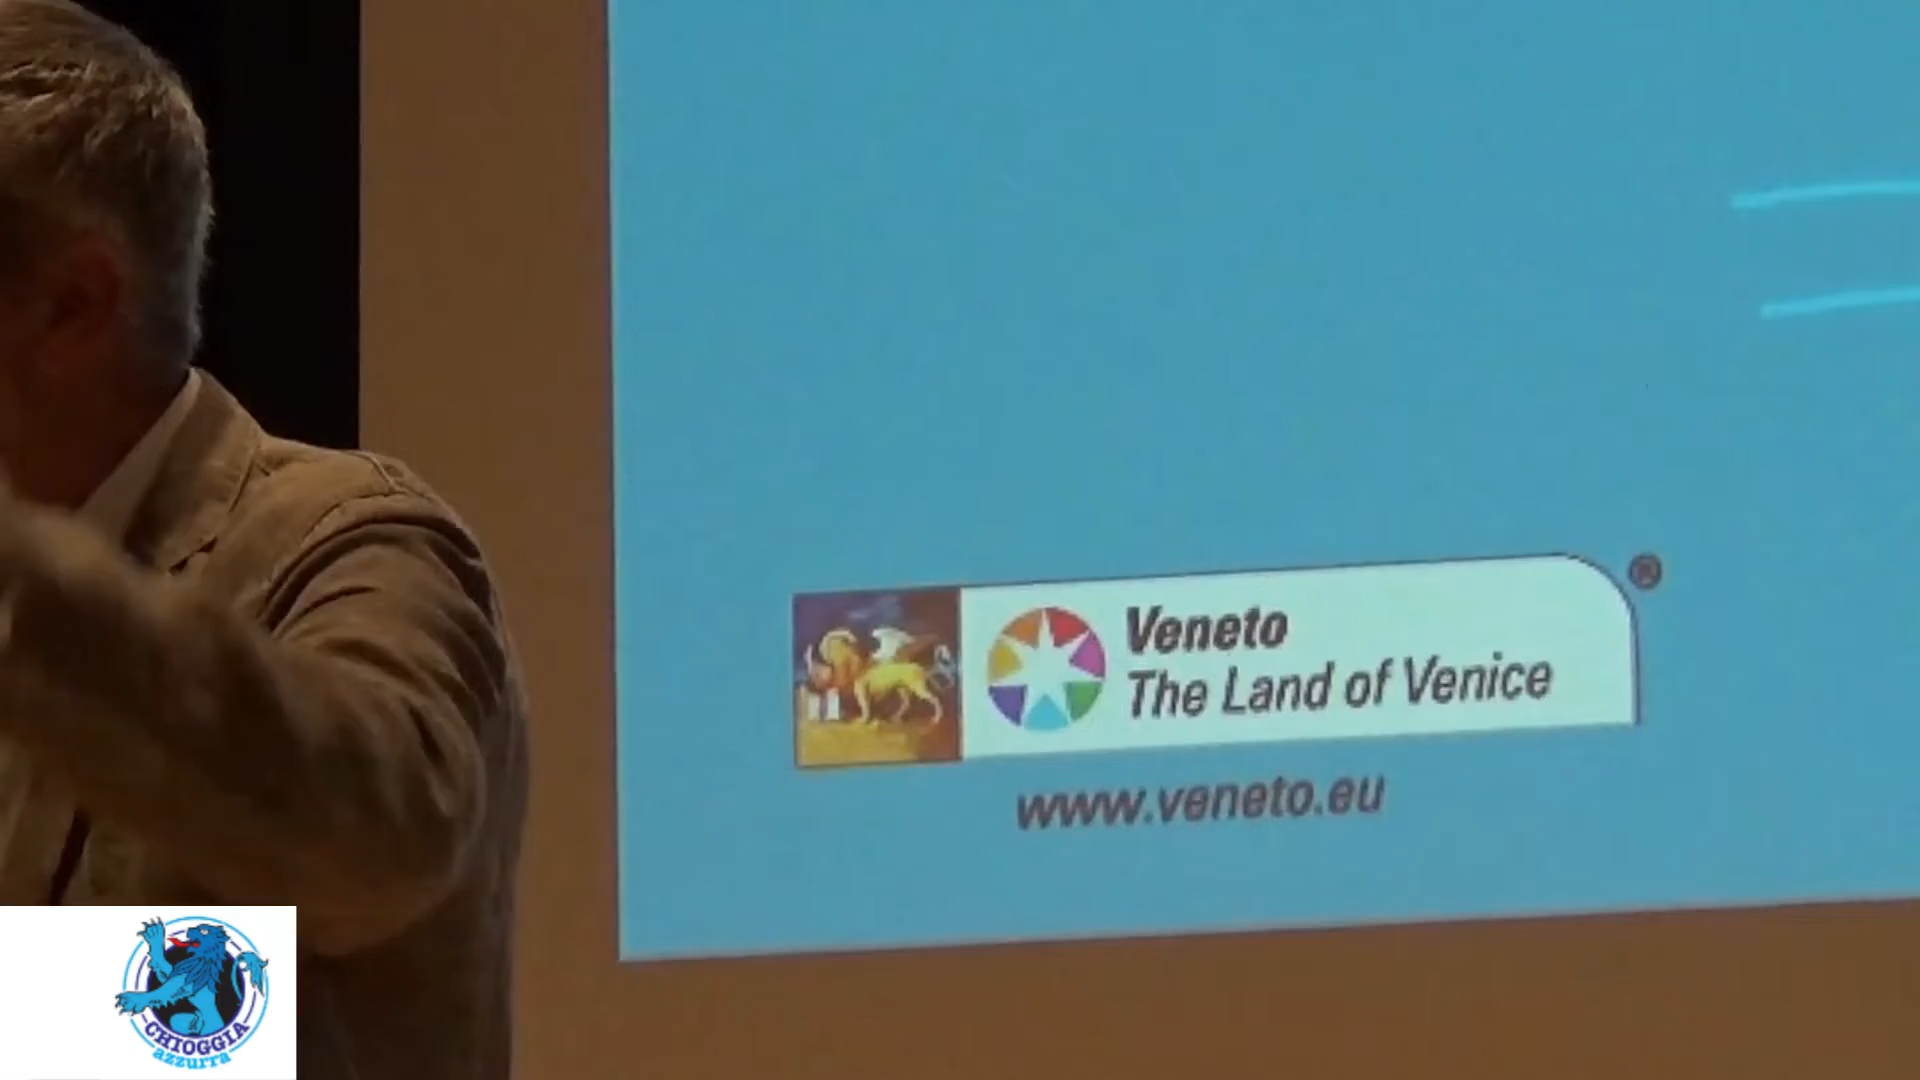 Veneto
The Land of Venice
®
www.veneto.eu
CHIOGGIA
azzurra